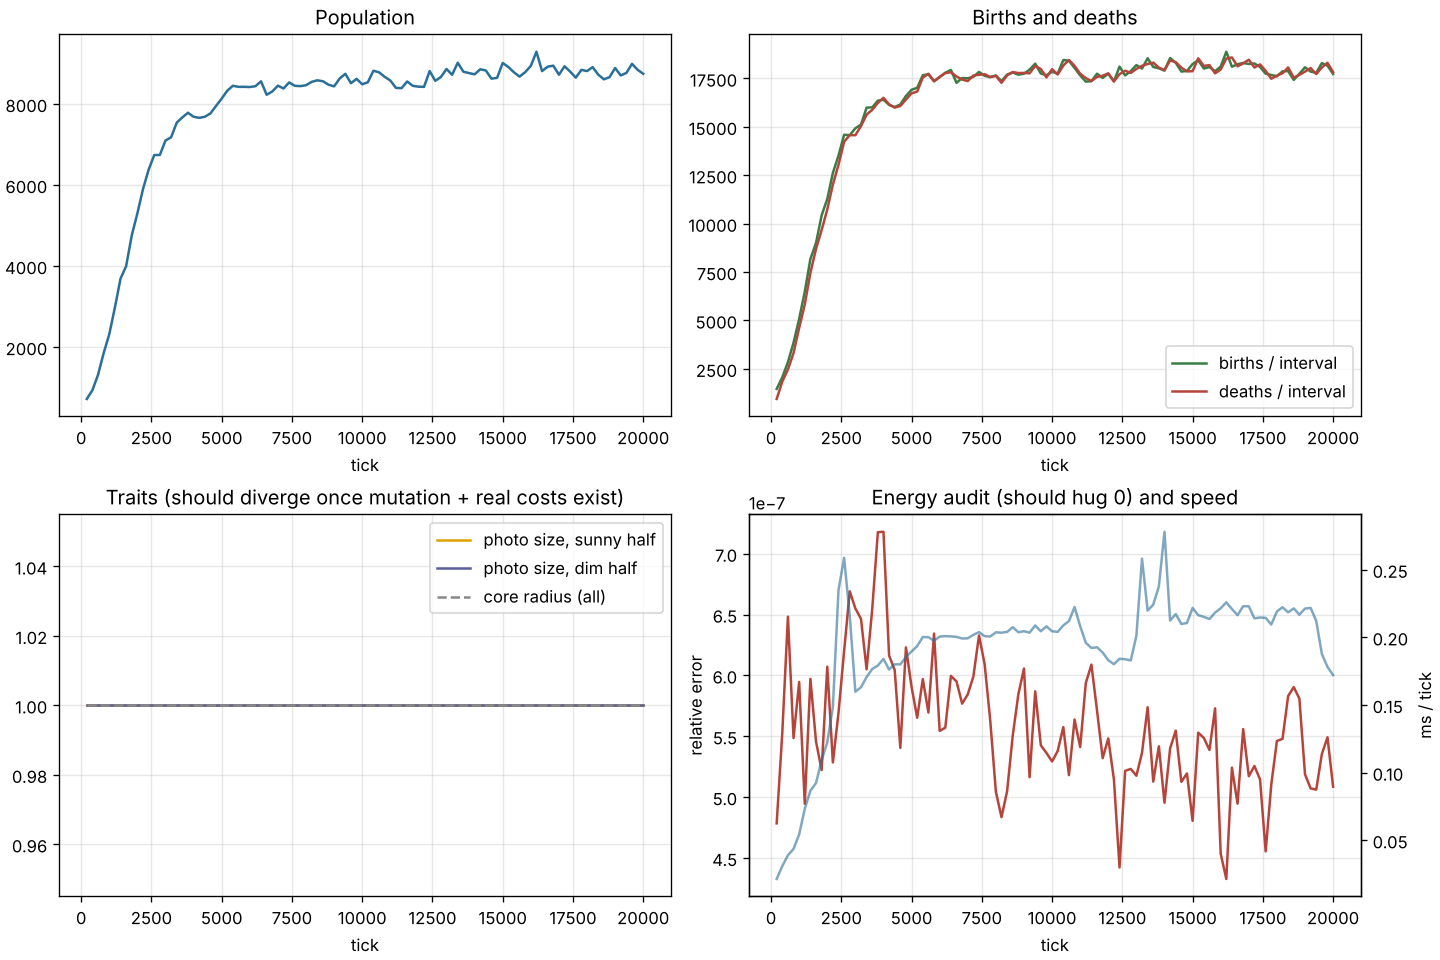 Population
8000
6000
4000
2000
0 2500 5000 7500 10000 12500 15000 17500 20000
tick
Births and deaths
17500
15000
12500
10000
7500
5000
2500
births / interval
deaths / interval
0 2500 5000 7500 10000 12500 15000 17500 20000
tick
Traits (should diverge once mutation + real costs exist)
1.04
1.02
1.00
0.98
0.96
photo size, sunny half
photo size, dim half
core radius (all)
0 2500 5000 7500 10000 12500 15000 17500 20000
tick
Energy audit (should hug 0) and speed
1e−7
relative error
7.0
6.5
6.0
5.5
5.0
4.5
0.25
0.20
0.15
0.10
0.05
ms / tick
0 2500 5000 7500 10000 12500 15000 17500 20000
tick